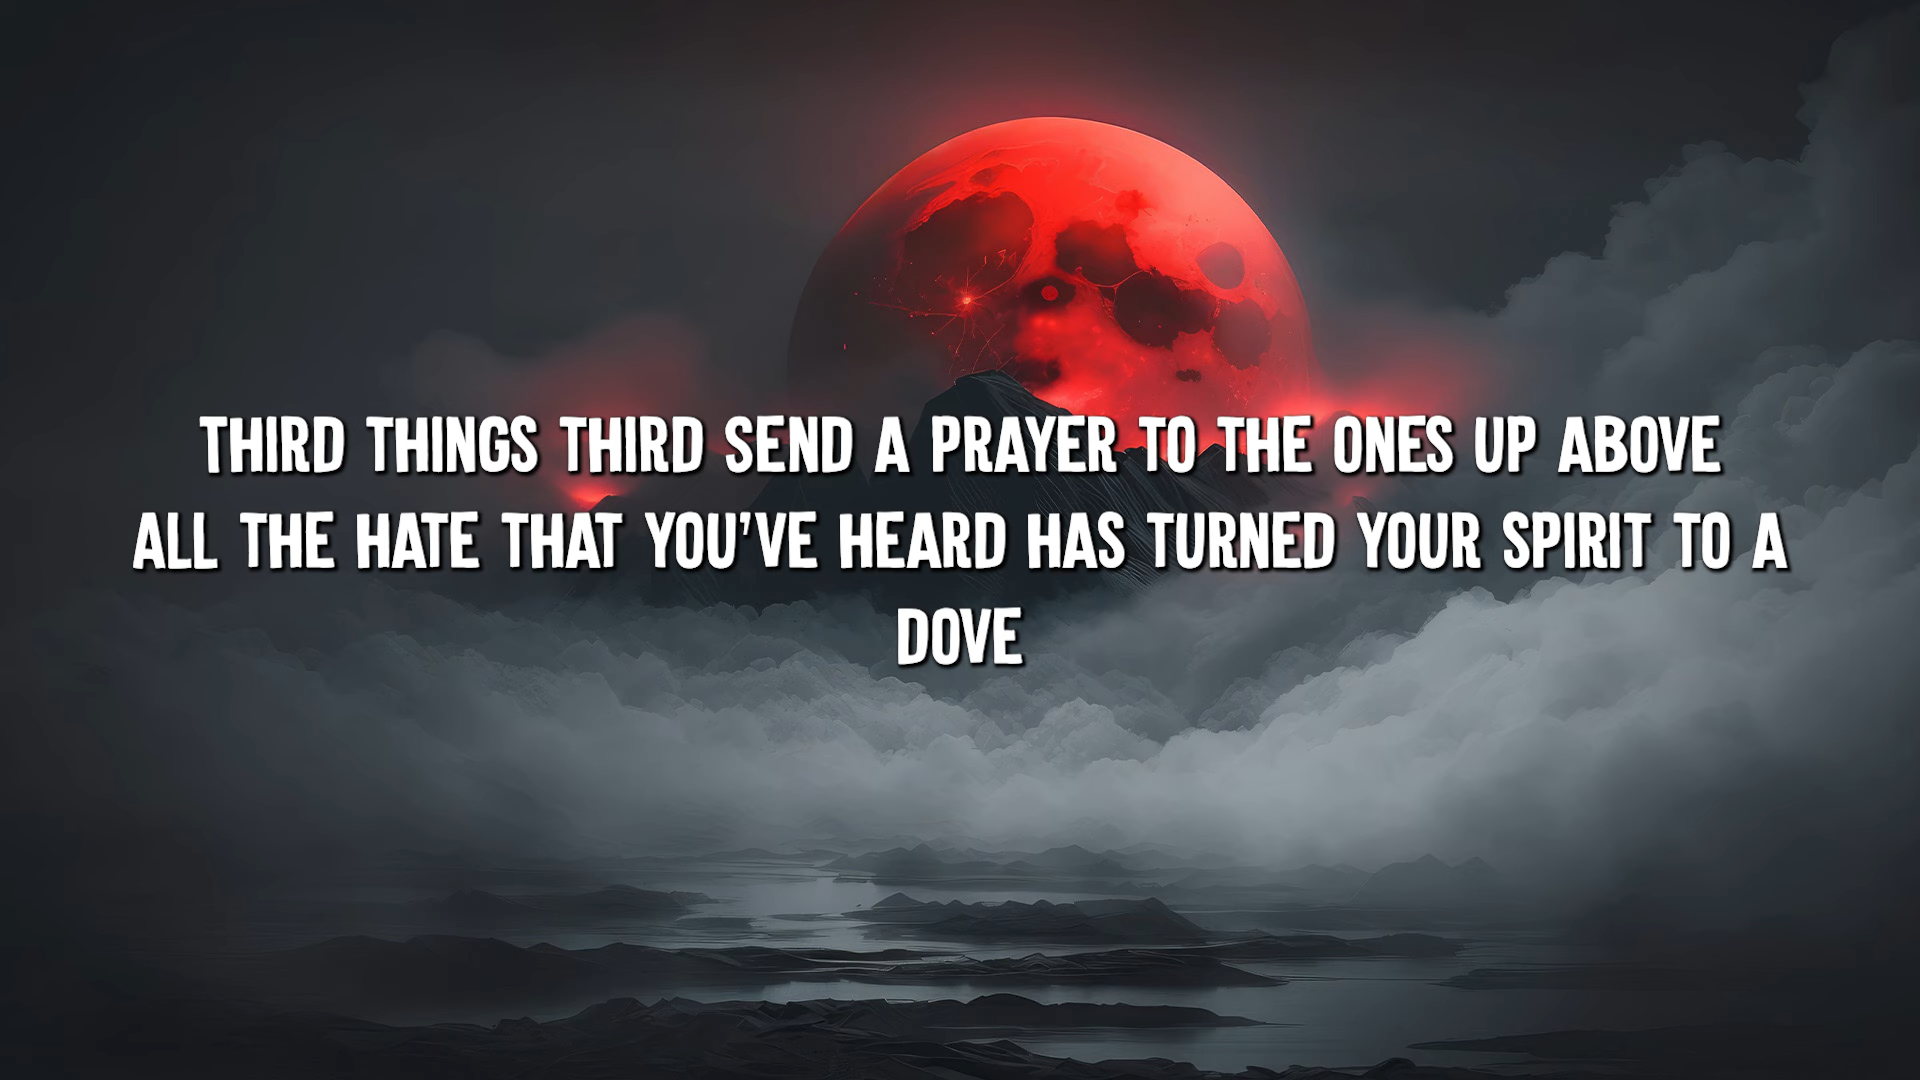 THIRD THINGS THIRD SEND A PRAYER TO THE ONES UP ABOVE
ALL THE HATE THAT YOU'VE HEARD HAS TURNED YOUR SPIRIT TO A
DOVE